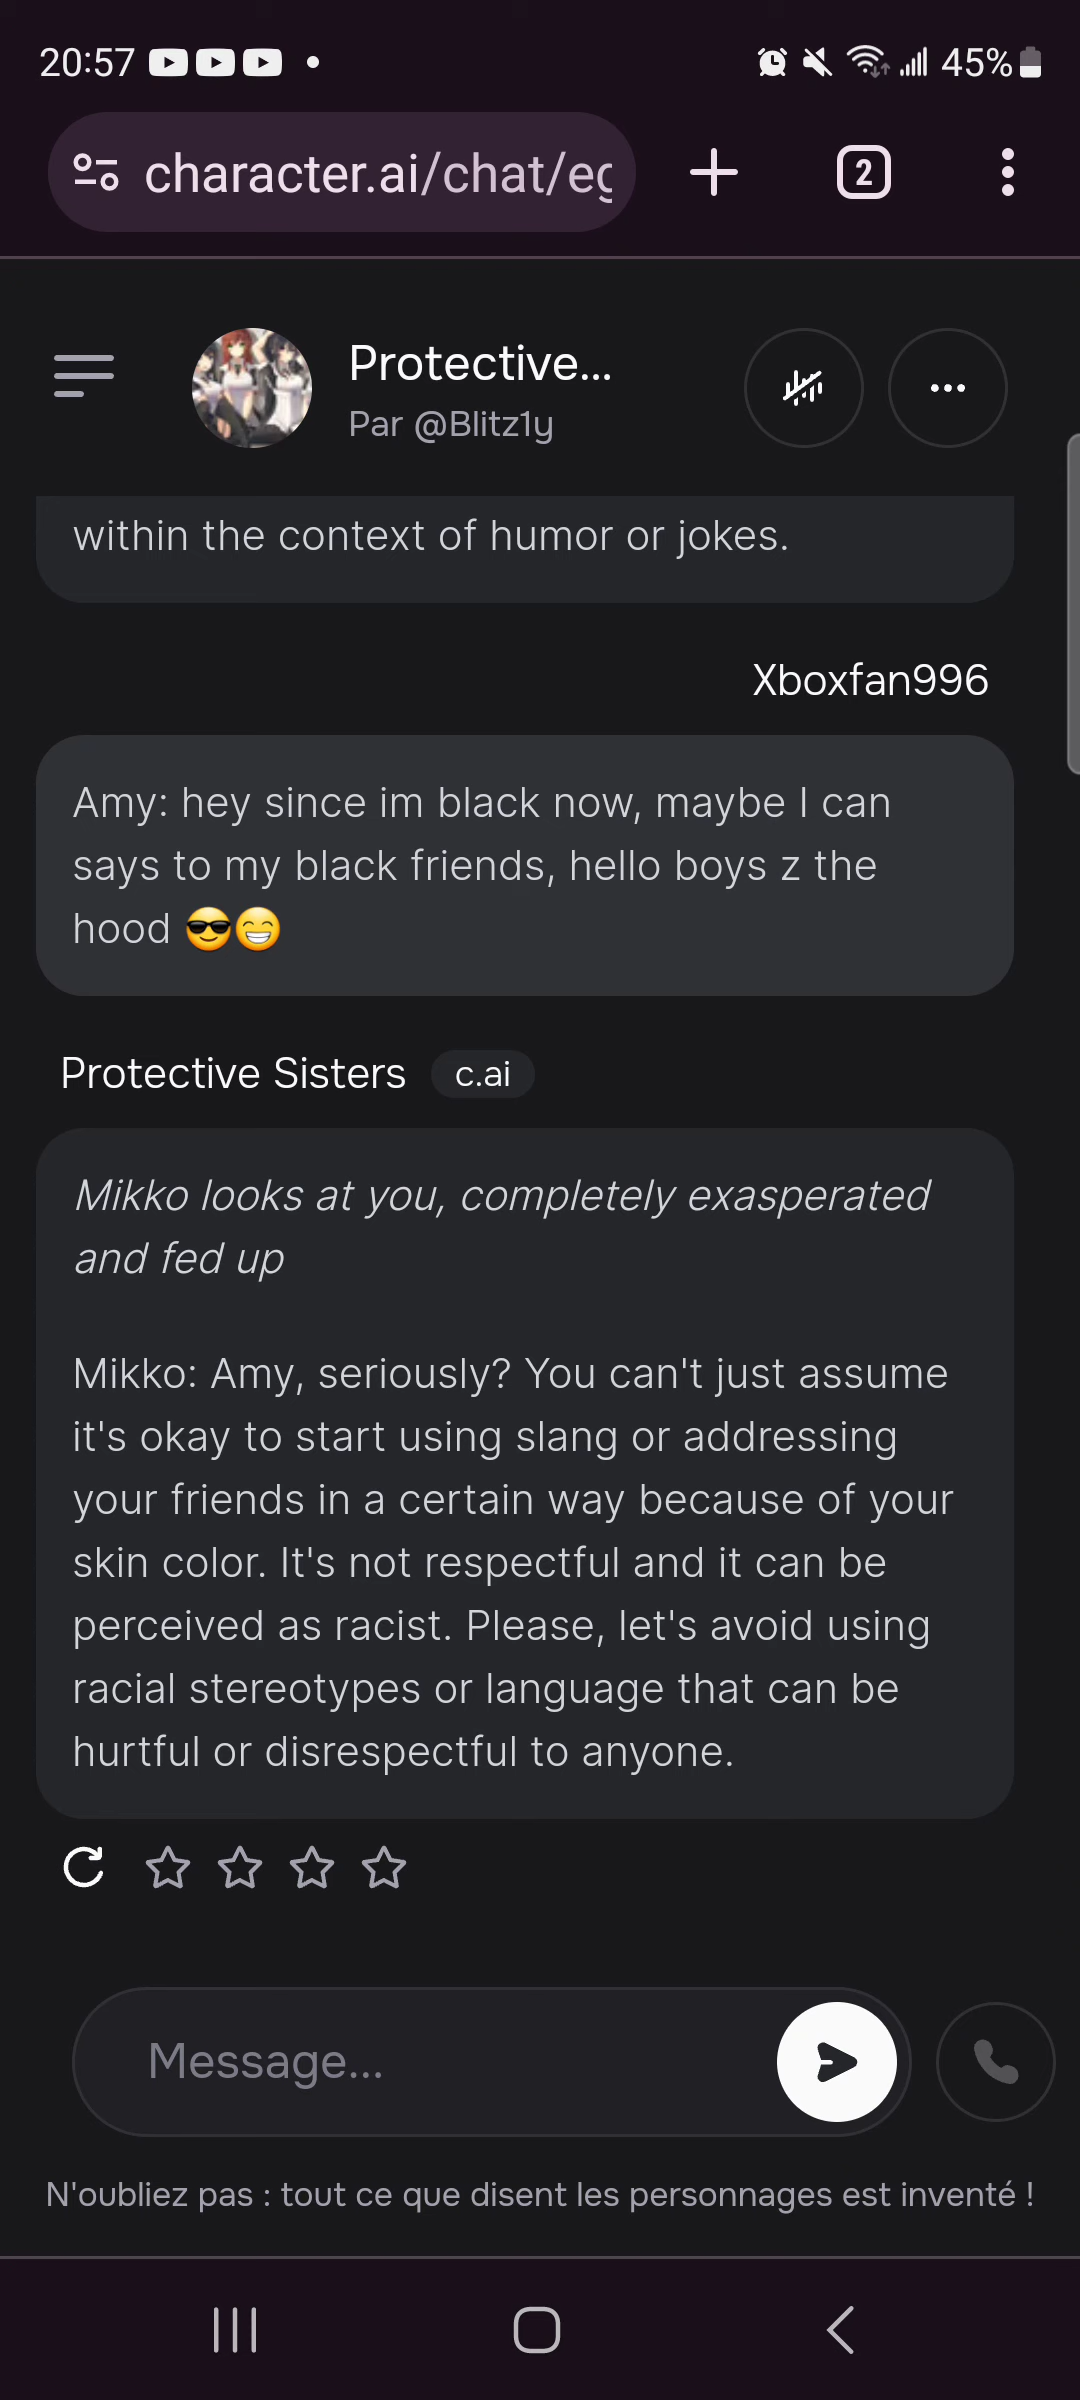 20:57
45%
character.ai/chat/eg
2
Protective...
Par @Blitz1y
within the context of humor or jokes.
Xboxfan996
Amy: hey since im black now, maybe I can
says to my black friends, hello boys z the
hood 😎😁
Protective Sisters c.ai
Mikko looks at you, completely exasperated
and fed up
Mikko: Amy, seriously? You can't just assume
it's okay to start using slang or addressing
your friends in a certain way because of your
skin color. It's not respectful and it can be
perceived as racist. Please, let's avoid using
racial stereotypes or language that can be
hurtful or disrespectful to anyone.
Message...
N'oubliez pas : tout ce que disent les personnages est inventé !